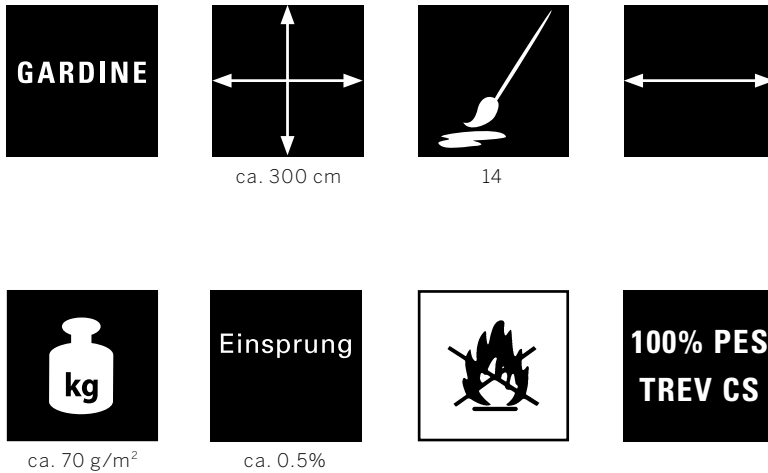 GARDINE
ca. 300 cm
14
kg
Einsprung
100% PES
TREV CS
ca. 70 g/m²
ca. 0.5%